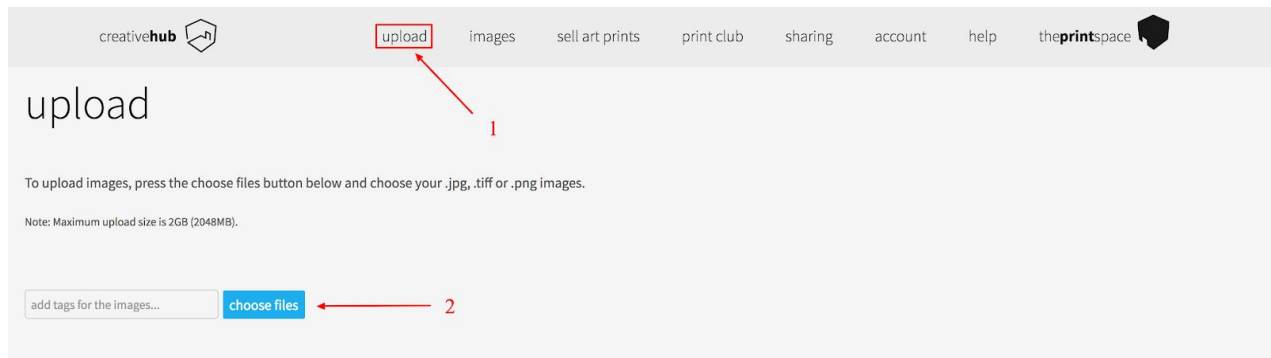 creativehub upload images sell art prints print club sharing account help theprintspace
upload
1
To upload images, press the choose files button below and choose your .jpg, .tiff or .png images.
Note: Maximum upload size is 2GB (2048MB).
add tags for the images... choose files 2